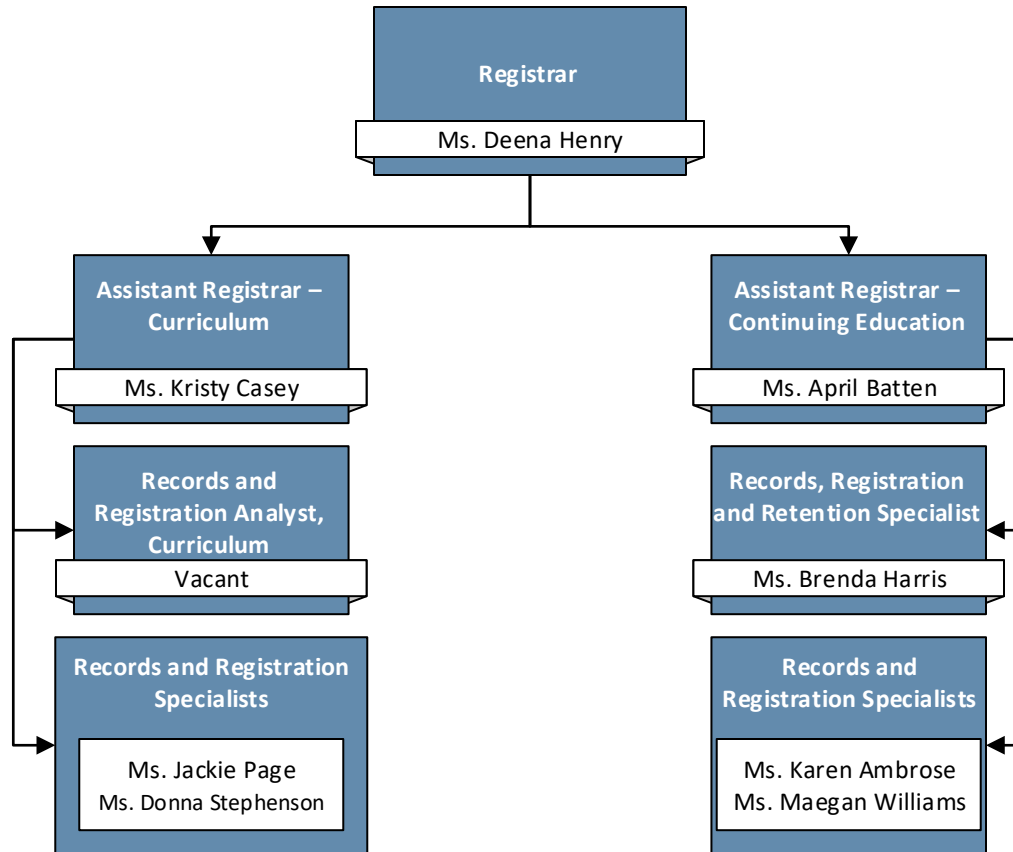 Registrar
Ms. Deena Henry
Assistant Registrar –
Curriculum
Ms. Kristy Casey
Assistant Registrar –
Continuing Education
Ms. April Batten
Records and
Registration Analyst,
Curriculum
Vacant
Records, Registration
and Retention Specialist
Ms. Brenda Harris
Records and Registration
Specialists
Ms. Jackie Page
Ms. Donna Stephenson
Records and
Registration Specialists
Ms. Karen Ambrose
Ms. Maegan Williams